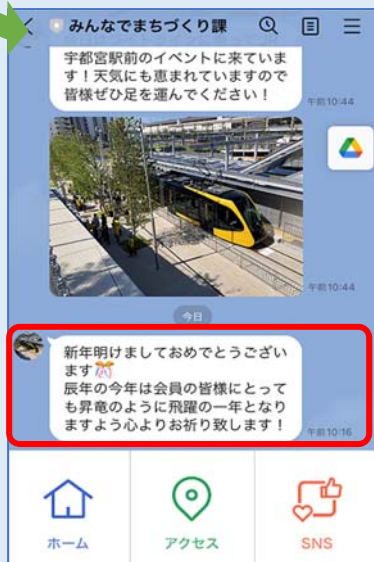 みんなでまちづくり課
宇都宮駅前のイベントに来ていま
す！天気にも恵まれていますので
皆様ぜひ足を運んでください！
午前10:44
午前10:44
今日
新年明けましておめでとうござい
ます🎊
辰年の今年は会員の皆様にとって
も昇竜のように飛躍の一年となり
ますよう心よりお祈り致します！
午前10:16
ホーム
アクセス
SNS